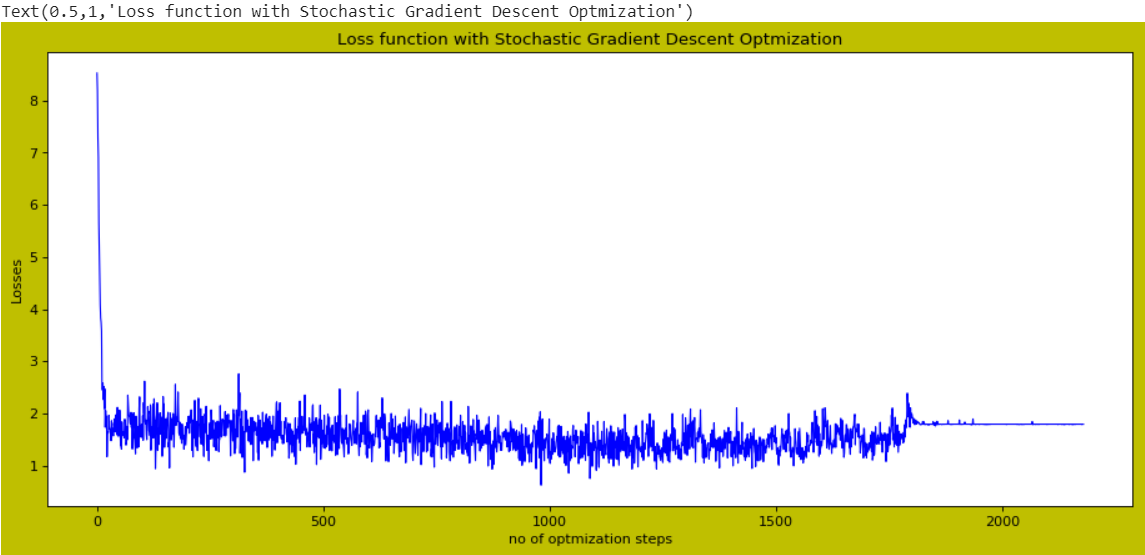 Text(0.5,1,'Loss function with Stochastic Gradient Descent Optmization')
Loss function with Stochastic Gradient Descent Optmization
8
7
6
5
4
3
2
1
Losses
0 500 1000 1500 2000
no of optmization steps